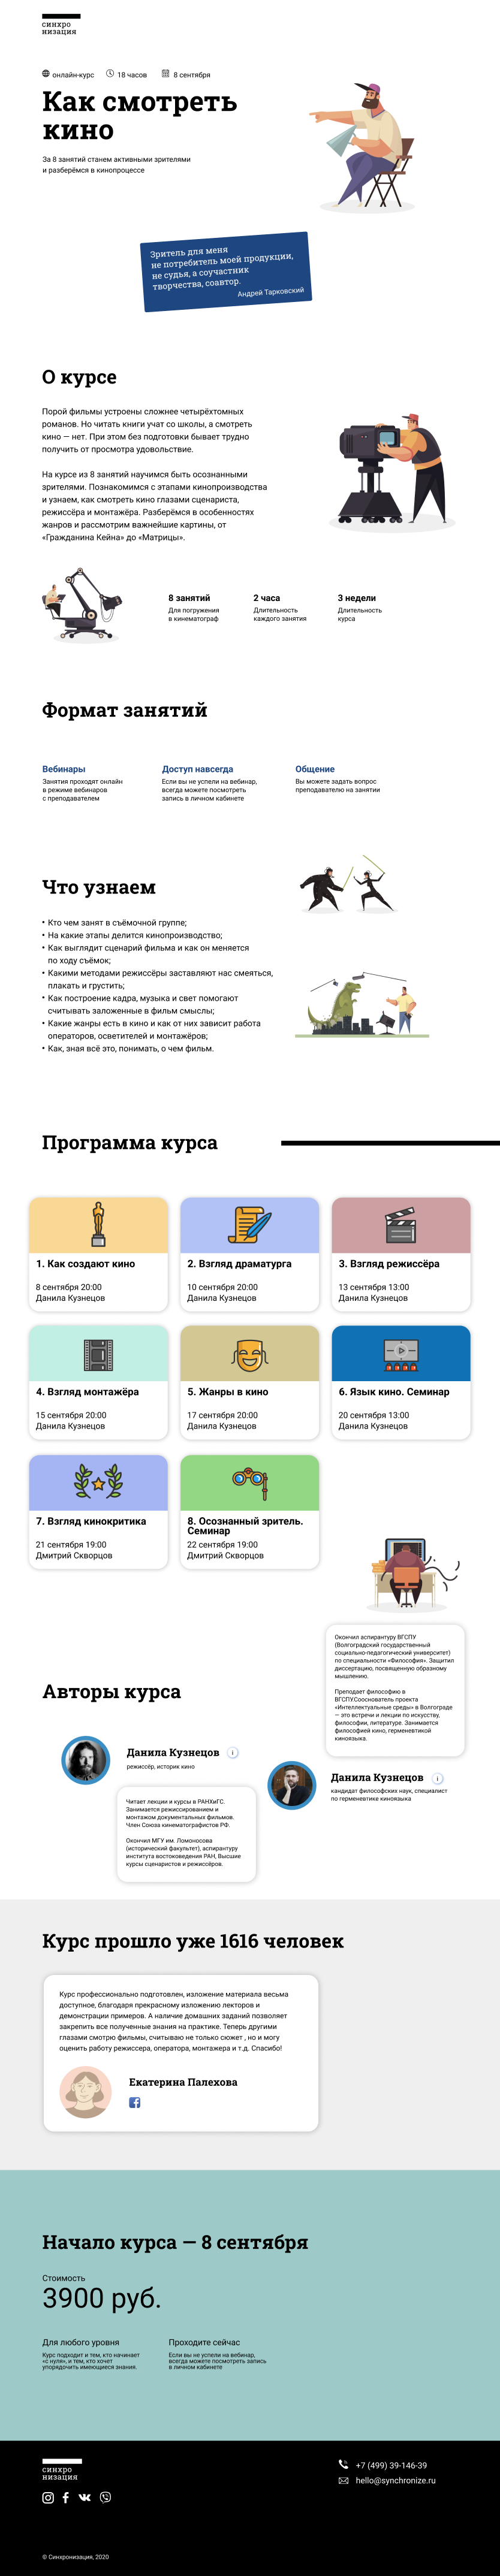 синхро
низация
онлайн-курс 18 часов 8 сентября
Как смотреть
кино
За 8 занятий станем активными зрителями
и разберёмся в кинопроцессе
Зритель для меня
не потребитель моей продукции,
не судья, а соучастник
творчества, соавтор.
Андрей Тарковский
О курсе
Порой фильмы устроены сложнее четырёхтомных
романов. Но читать книги учат со школы, а смотреть
кино — нет. При этом без подготовки бывает трудно
получить от просмотра удовольствие.
На курсе из 8 занятий научимся быть осознанными
зрителями. Познакомимся с этапами кинопроизводства
и узнаем, как смотреть кино глазами сценариста,
режиссёра и монтажёра. Разберёмся в особенностях
жанров и рассмотрим важнейшие картины, от
«Гражданина Кейна» до «Матрицы».
8 занятий
Для погружения
в кинематограф
2 часа
Длительность
каждого занятия
3 недели
Длительность
курса
Формат занятий
Вебинары
Занятия проходят онлайн
в режиме вебинаров
с преподавателем
Доступ навсегда
Если вы не успели на вебинар,
всегда можете посмотреть
запись в личном кабинете
Общение
Вы можете задать вопрос
преподавателю на занятии
Что узнаем
• Кто чем занят в съёмочной группе;
• На какие этапы делится кинопроизводство;
• Как выглядит сценарий фильма и как он меняется
по ходу съёмок;
• Какими методами режиссёры заставляют нас смеяться,
плакать и грустить;
• Как построение кадра, музыка и свет помогают
считывать заложенные в фильм смыслы;
• Какие жанры есть в кино и как от них зависит работа
операторов, осветителей и монтажёров;
• Как, зная всё это, понимать, о чем фильм.
Программа курса
1. Как создают кино
8 сентября 20:00
Данила Кузнецов
2. Взгляд драматурга
10 сентября 20:00
Данила Кузнецов
3. Взгляд режиссёра
13 сентября 13:00
Данила Кузнецов
4. Взгляд монтажёра
15 сентября 20:00
Данила Кузнецов
5. Жанры в кино
17 сентября 20:00
Данила Кузнецов
6. Язык кино. Семинар
20 сентября 13:00
Данила Кузнецов
7. Взгляд кинокритика
21 сентября 19:00
Дмитрий Скворцов
8. Осознанный зритель.
Семинар
22 сентября 19:00
Дмитрий Скворцов
Окончил аспирантуру ВГСПУ
(Волгоградский государственный
социально-педагогический университет)
по специальности «Философия». Защитил
диссертацию, посвященную образному
мышлению.
Преподает философию в
ВГСПУ.Сооснователь проекта
«Интеллектуальные среды» в Волгограде
— это встречи и лекции по искусству,
философии, литературе. Занимается
философией кино, герменевтикой
киноязыка.
Авторы курса
Данила Кузнецов i
режиссёр, историк кино
Читает лекции и курсы в РАНХиГС.
Занимается режиссированием и
монтажом документальных фильмов.
Член Союза кинематографистов РФ.
Окончил МГУ им. Ломоносова
(исторический факультет), аспирантуру
института востоковедения РАН, Высшие
курсы сценаристов и режиссёров.
Данила Кузнецов i
кандидат философских наук, специалист
по герменевтике киноязыка
Курс прошло уже 1616 человек
Курс профессионально подготовлен, изложение материала весьма
доступное, благодаря прекрасному изложению лекторов и
демонстрации примеров. А наличие домашних заданий позволяет
закрепить все полученные знания на практике. Теперь другими
глазами смотрю фильмы, считываю не только сюжет , но и могу
оценить работу режиссера, оператора, монтажера и т.д. Спасибо!
Екатерина Палехова
Начало курса — 8 сентября
Стоимость
3900 руб.
Для любого уровня
Курс подходит и тем, кто начинает
«с нуля», и тем, кто хочет
упорядочить имеющиеся знания.
Проходите сейчас
Если вы не успели на вебинар,
всегда можете посмотреть запись
в личном кабинете
синхро
низация
+7 (499) 39-146-39
hello@synchronize.ru
© Синхронизация, 2020